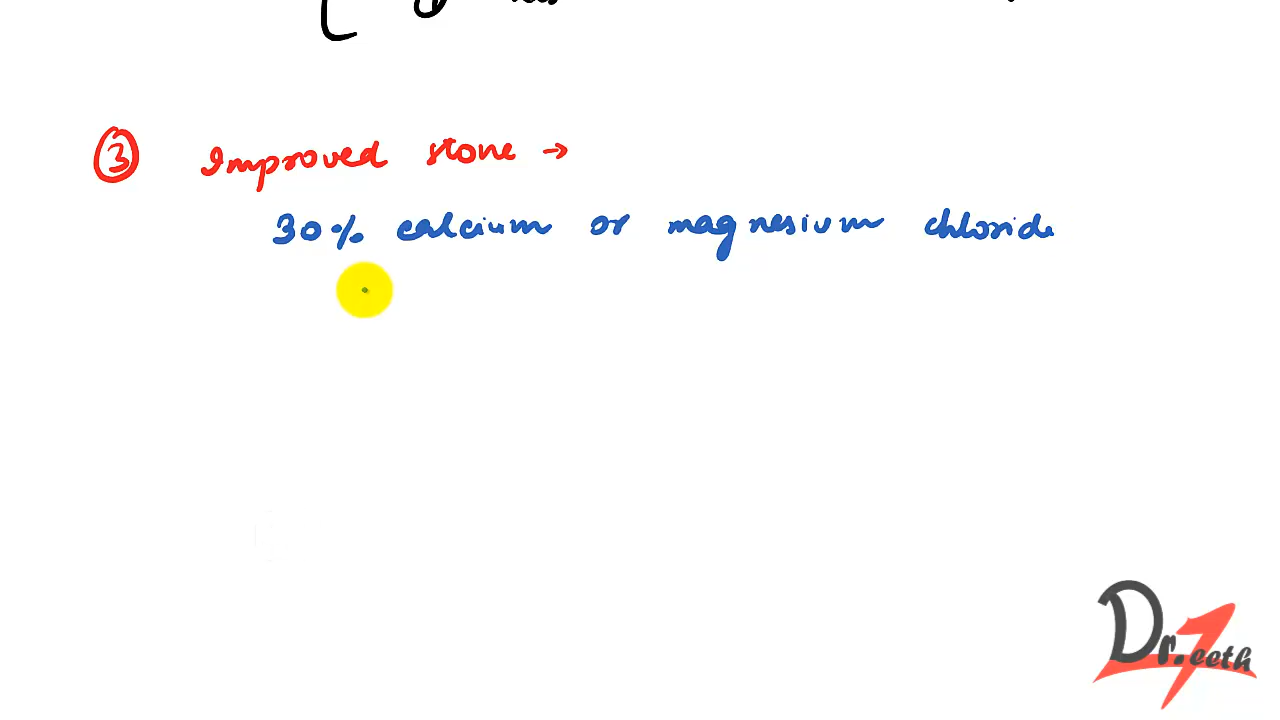 ③ Improved stone →
30% calcium or magnesium chloride
Dr.Teeth